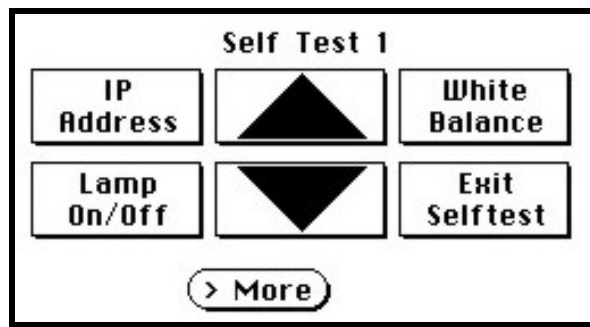 Self Test 1
IP
Address
White
Balance
Lamp
On/Off
Exit
Selftest
> More